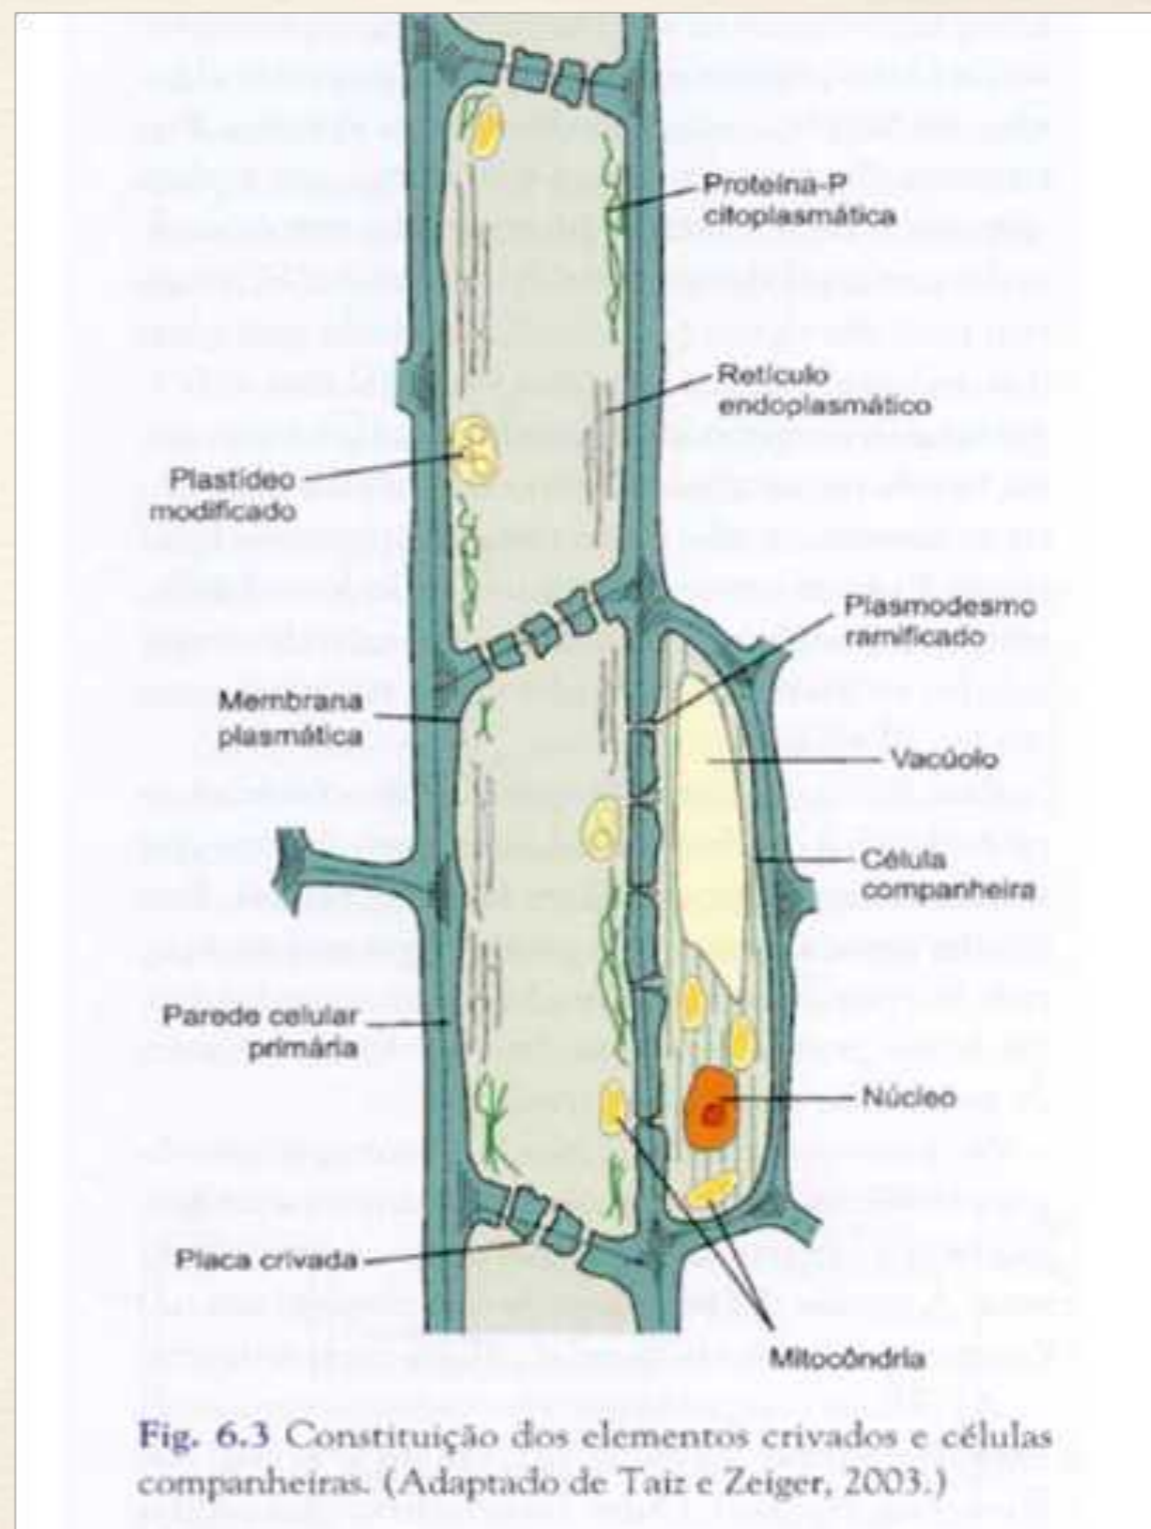 Proteína-P
citoplasmática
Retículo
endoplasmático
Plastídeo
modificado
Plasmodesmo
ramificado
Membrana
plasmática
Vacúolo
Célula
companheira
Parede celular
primária
Núcleo
Placa crivada
Mitocôndria
Fig. 6.3 Constituição dos elementos crivados e células
companheiras. (Adaptado de Taiz e Zeiger, 2003.)